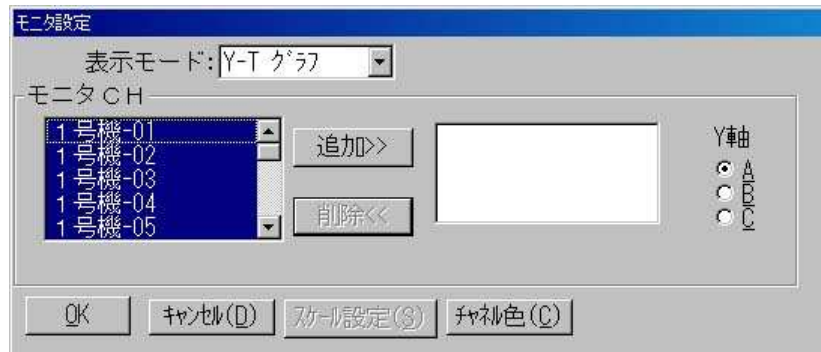 モニタ設定
表示モード: Y-T グラフ
モニタCH
1号機-01
1号機-02
1号機-03
1号機-04
1号機-05
追加>>
削除<<
Y軸
A
B
C
OK
キャンセル(D)
スケール設定(S)
チャネル色(C)